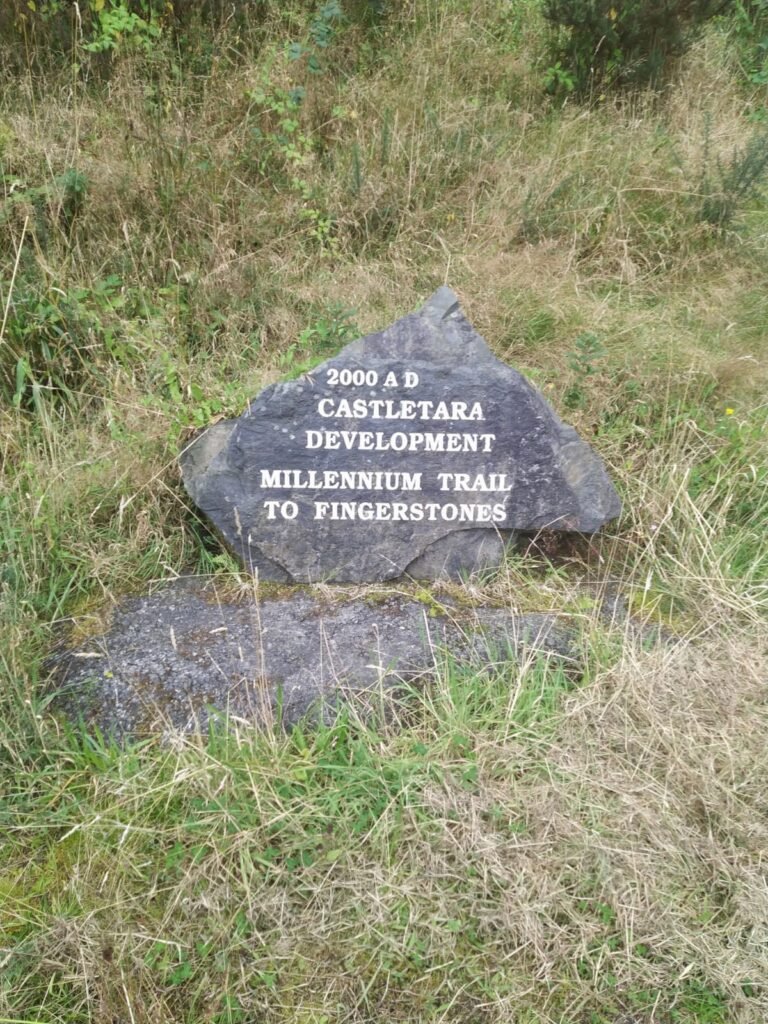 2000 A D
CASTLETARA
DEVELOPMENT
MILLENNIUM TRAIL
TO FINGERSTONES